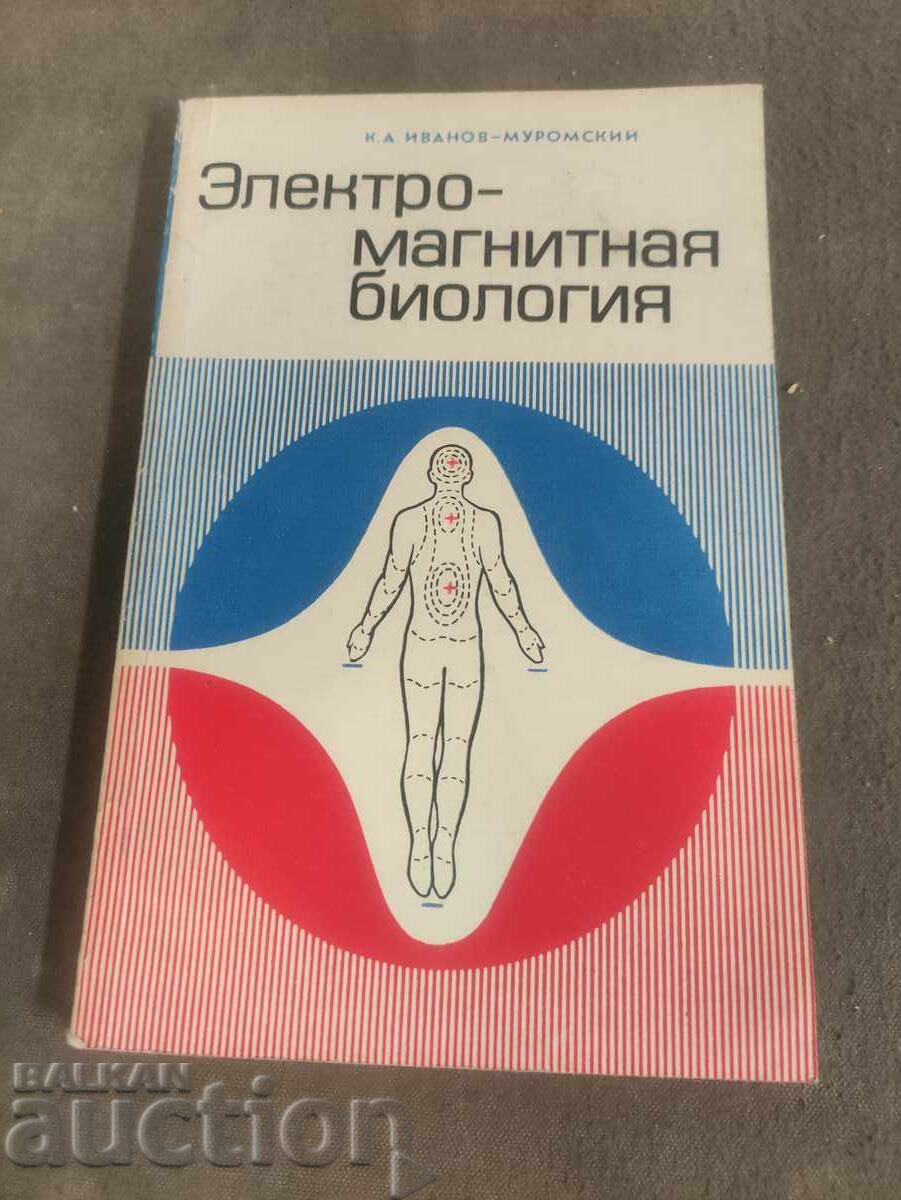 К. А. ИВАНОВ-МУРОМСКИЙ
Электро-
магнитная
биология
BALKAN
auction